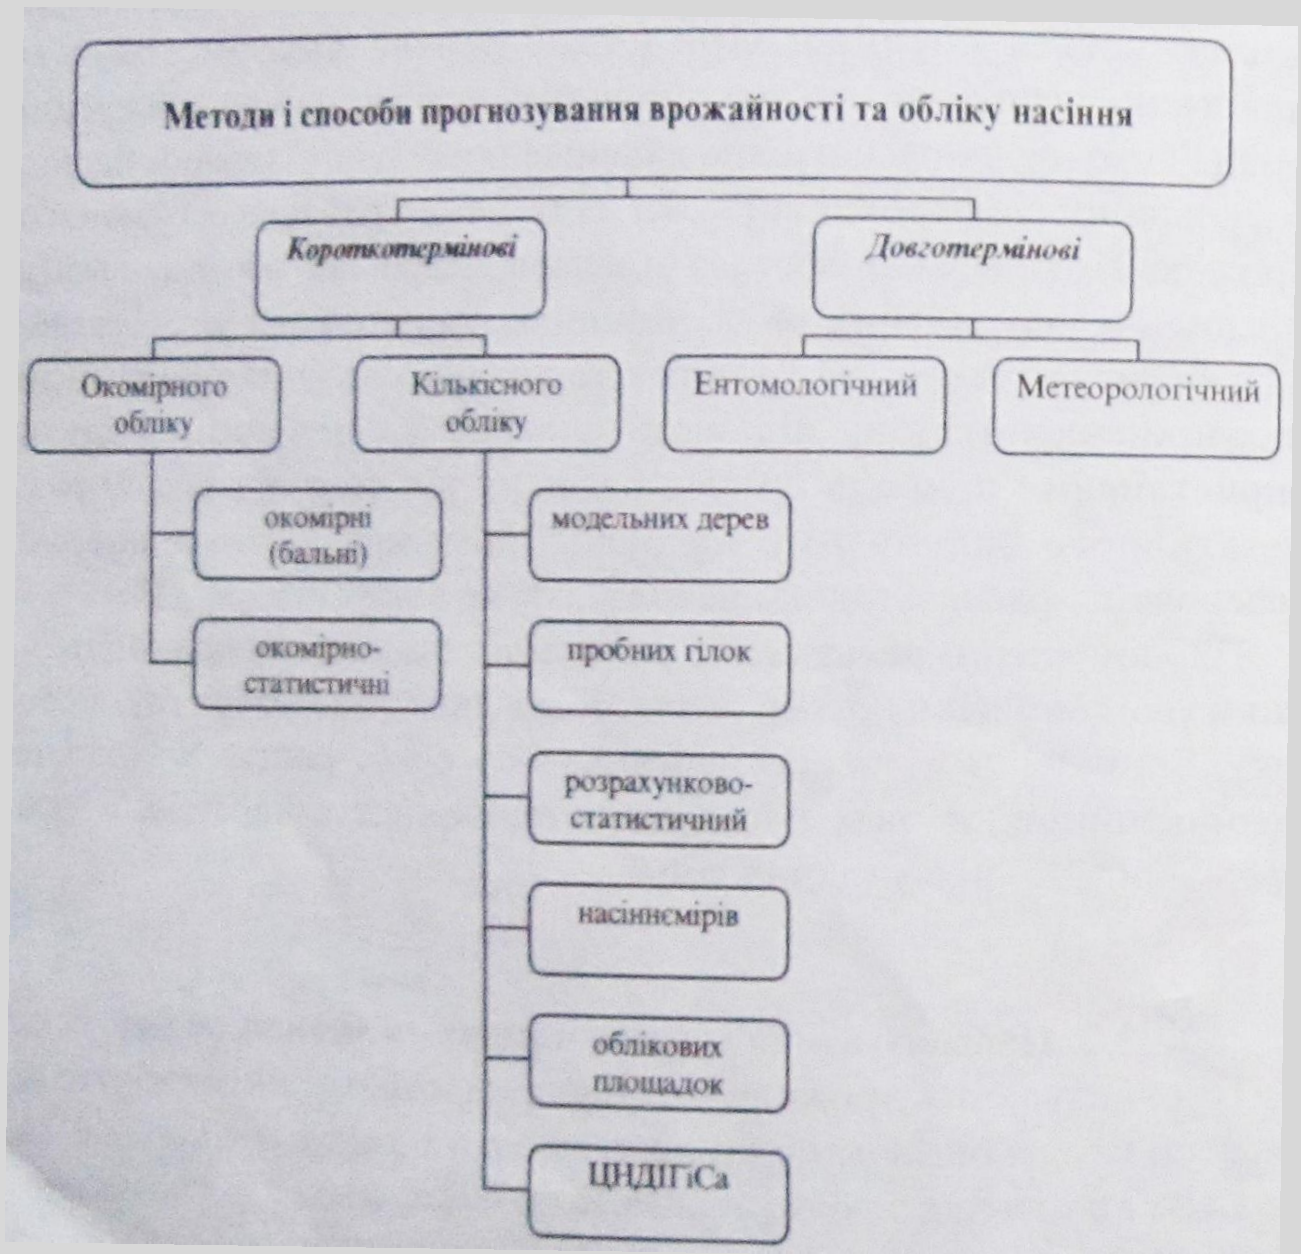 Методи і способи прогнозування врожайності та обліку насіння
Короткотермінові
Довготермінові
Окомірного
обліку
Кількісного
обліку
Ентомологічний
Метеорологічний
окомірні
(бальні)
окомірно-
статистичні
модельних дерев
пробних гілок
розрахунково-
статистичний
насіннємірів
облікових
площадок
ЦНДІГіСа